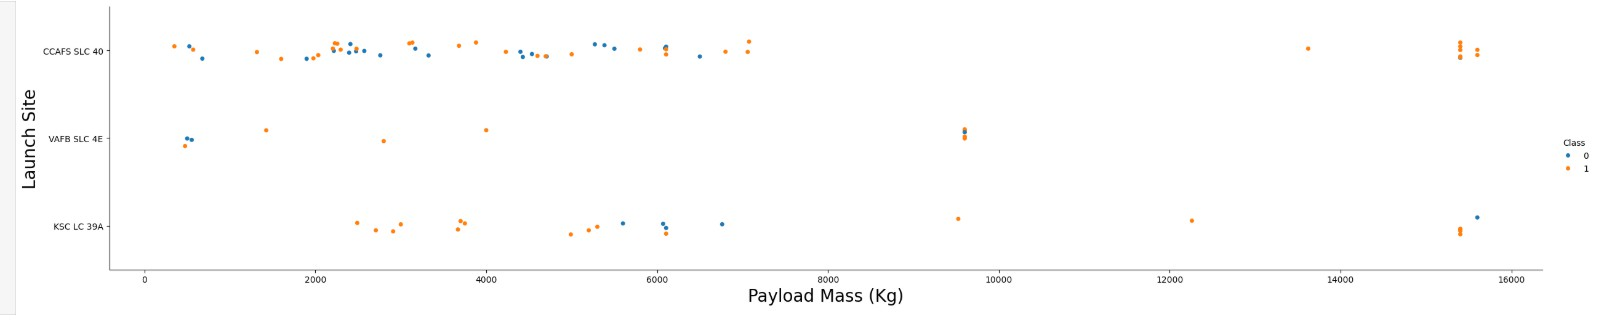 CCAFS SLC 40
VAFB SLC 4E
KSC LC 39A
Launch Site
0 2000 4000 6000 8000 10000 12000 14000 16000
Payload Mass (Kg)
Class
0
1